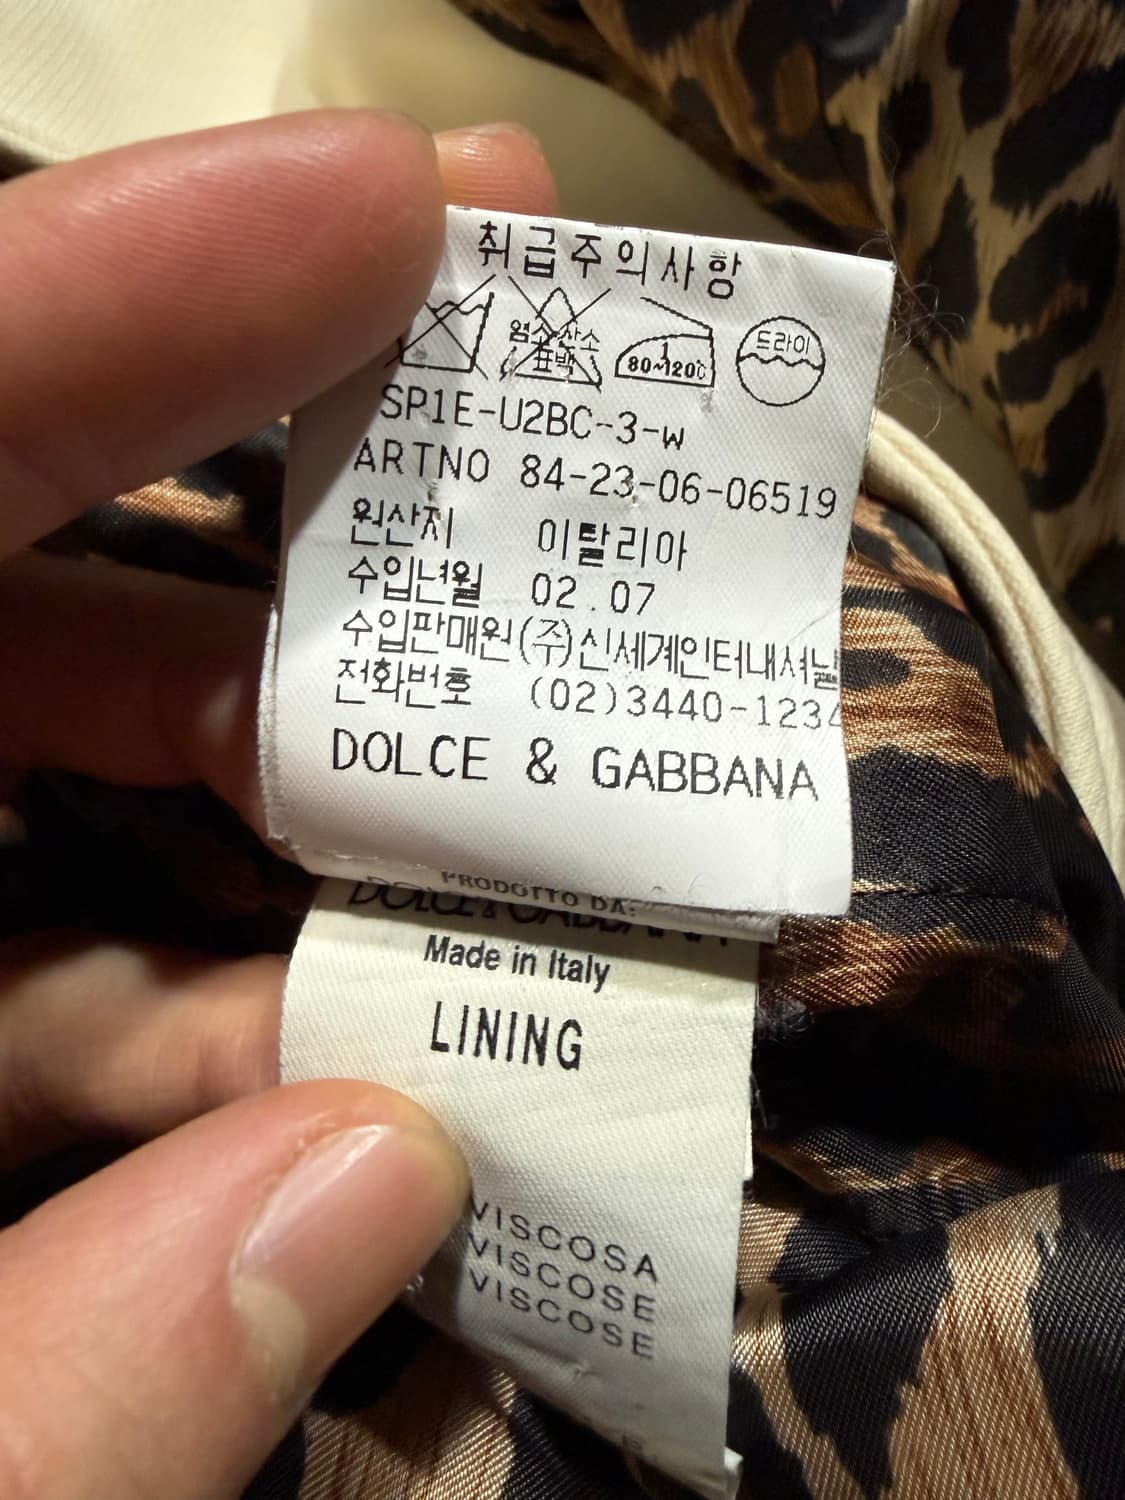 취급주의사항
염소산소
표백
80~120℃
드라이
SP1E-U2BC-3-W
ARTNO 84-23-06-06519
원산지 이탈리아
수입년월 02.07
수입판매원(주)신세계인터내셔날
전화번호 (02)3440-1234
DOLCE & GABBANA
PRODOTTO DA:
DOLCE & GABBANA
Made in Italy
LINING
VISCOSA
VISCOSE
VISCOSE